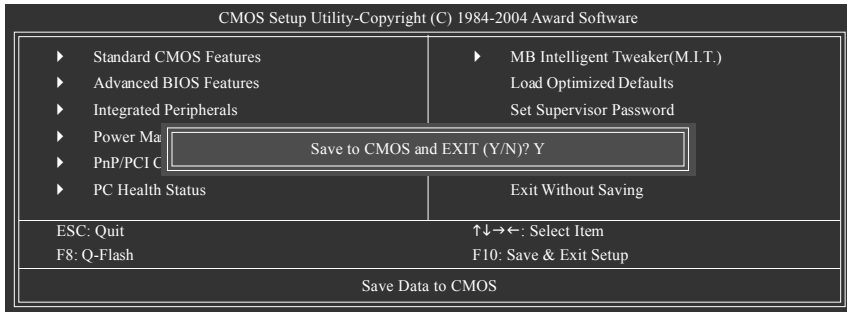 CMOS Setup Utility-Copyright (C) 1984-2004 Award Software
Standard CMOS Features
Advanced BIOS Features
Integrated Peripherals
Power Ma
PnP/PCI C
PC Health Status
MB Intelligent Tweaker(M.I.T.)
Load Optimized Defaults
Set Supervisor Password
Exit Without Saving
Save to CMOS and EXIT (Y/N)? Y
ESC: Quit
↑↓→←: Select Item
F8: Q-Flash
F10: Save & Exit Setup
Save Data to CMOS